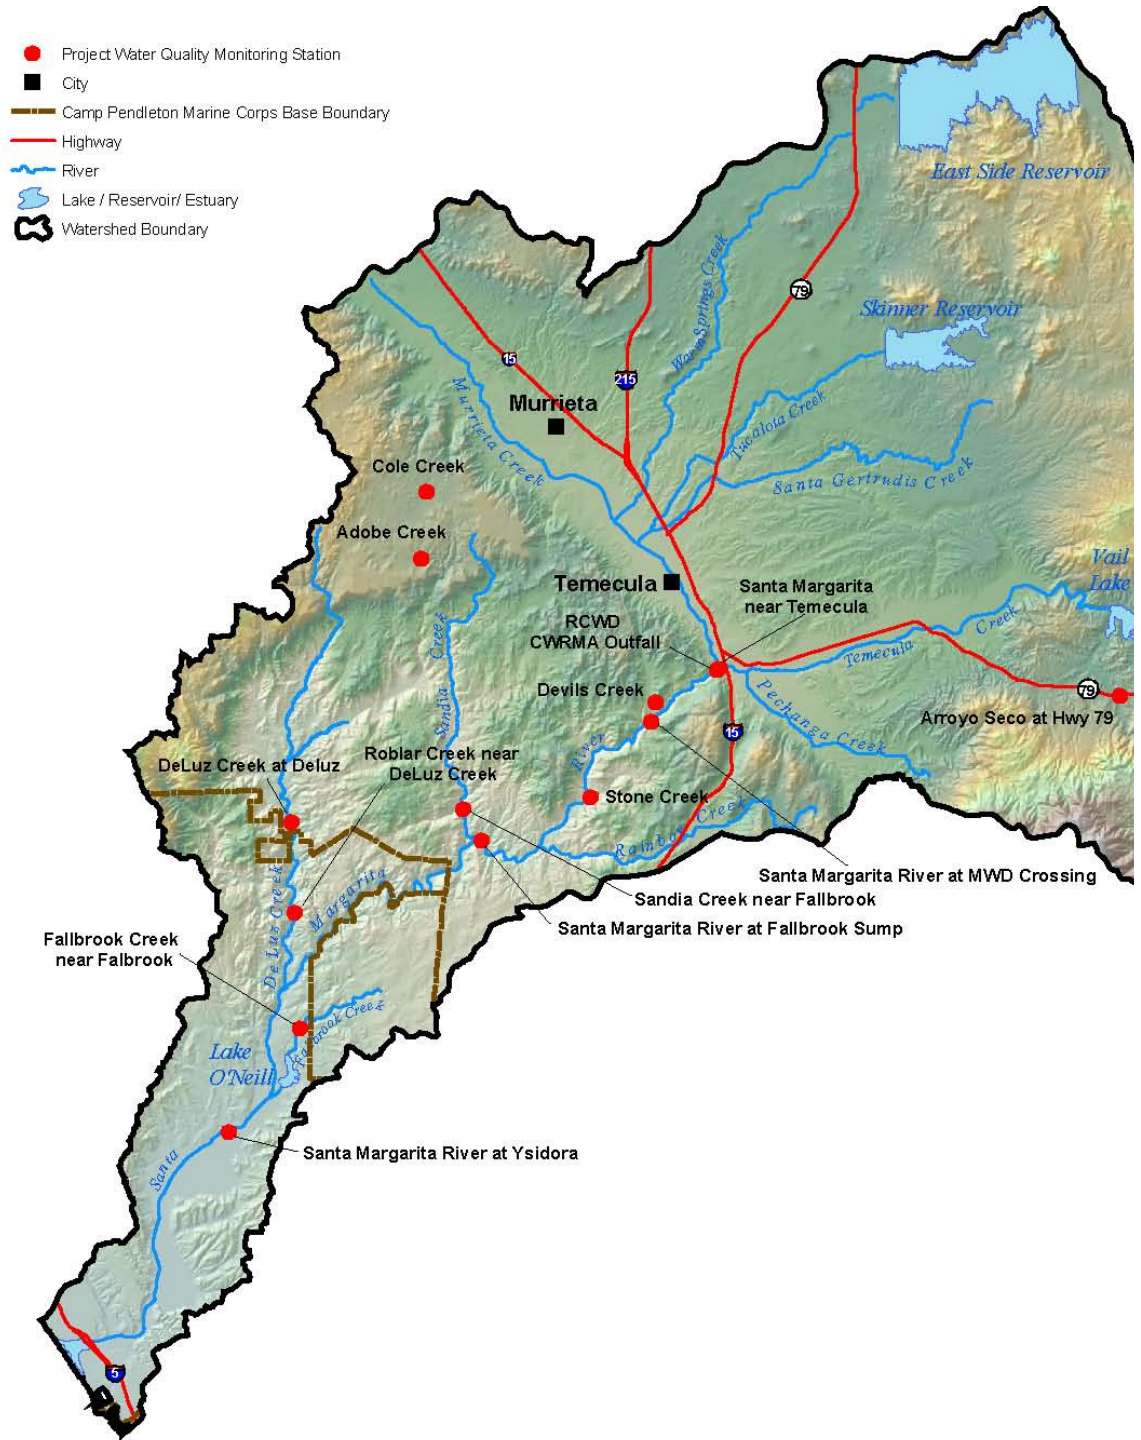 Project Water Quality Monitoring Station
City
Camp Pendleton Marine Corps Base Boundary
Highway
River
Lake / Reservoir/ Estuary
Watershed Boundary
East Side Reservoir
79
Skinner Reservoir
Warm Springs Creek
15
215
Murrieta
Murrieta Creek
Tucalota Creek
Santa Gertrudis Creek
Cole Creek
Adobe Creek
Vail
Lake
Temecula
Santa Margarita
near Temecula
RCWD
CWRMA Outfall
Temecula
Creek
Sandia
Creek
Devils Creek
Pechanga Creek
79
Arroyo Seco at Hwy 79
15
River
DeLuz Creek at Deluz
Roblar Creek near
DeLuz Creek
Stone Creek
Rainbow Creek
Santa Margarita River at MWD Crossing
Sandia Creek near Fallbrook
Santa Margarita River at Fallbrook Sump
Margarita
De Luz Creek
Fallbrook Creek
near Falbrook
Fallbrook Creek
Lake
O'Neill
Santa Margarita River at Ysidora
Santa
5